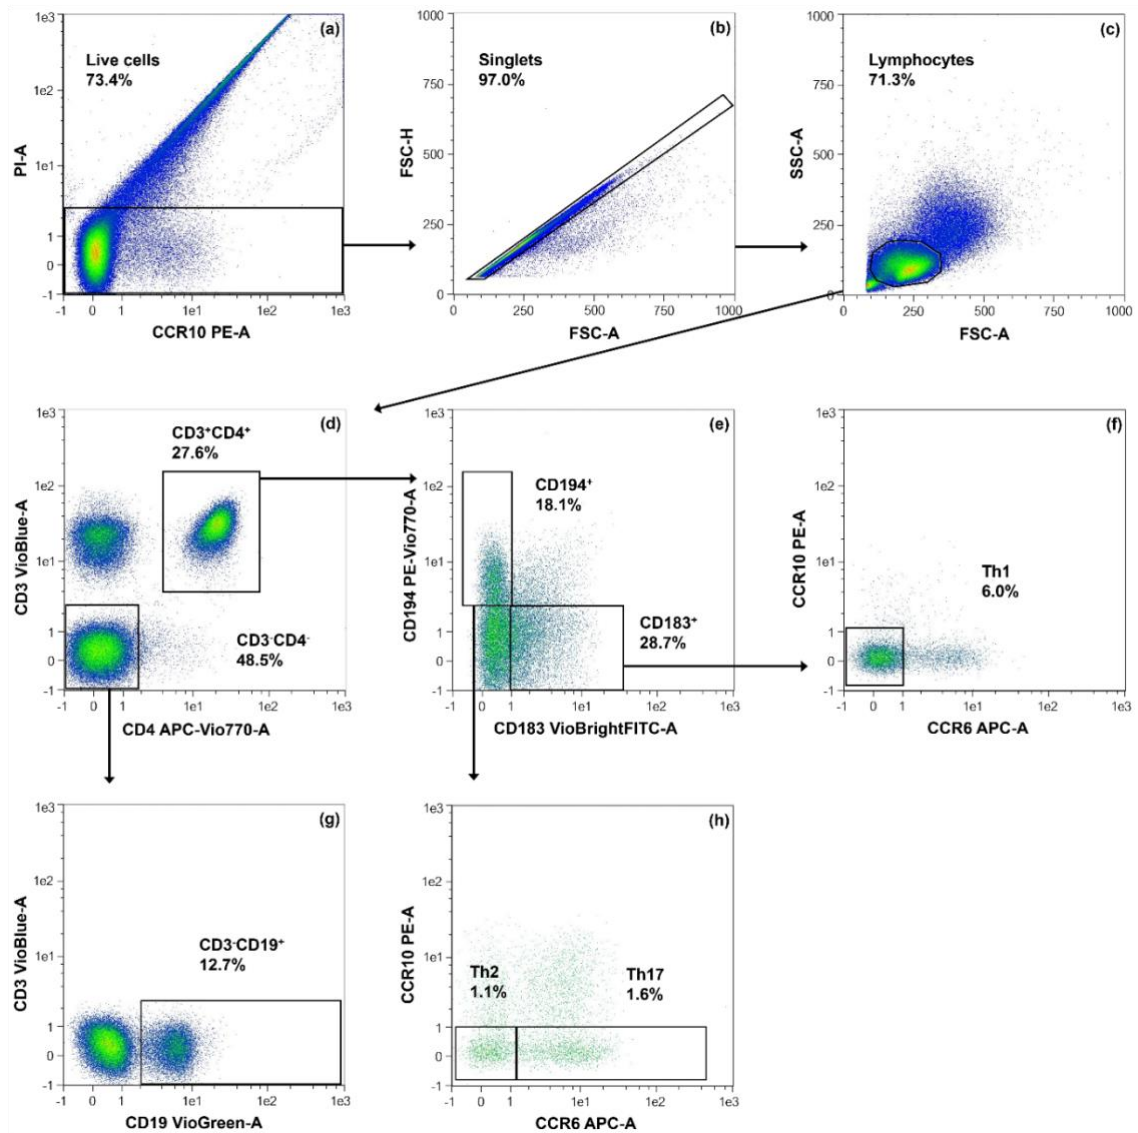 (a)
Live cells
73.4%
1e3
1e2
1e1
1
0
-1
PI-A
-1 0 1 1e1 1e2 1e3
CCR10 PE-A
(b)
Singlets
97.0%
1000
750
500
250
0
FSC-H
250 500 750 1000
FSC-A
(c)
Lymphocytes
71.3%
1000
750
500
250
0
SSC-A
0 250 500 750 1000
FSC-A
(d)
CD3⁺CD4⁺
27.6%
CD3⁻CD4⁻
48.5%
1e3
1e2
1e1
1
0
-1
CD3 VioBlue-A
-1 0 1 1e1 1e2 1e3
CD4 APC-Vio770-A
(e)
CD194⁺
18.1%
CD183⁺
28.7%
1e3
1e2
1e1
1
0
-1
CD194 PE-Vio770-A
-1 0 1 1e1 1e2 1e3
CD183 VioBrightFITC-A
(f)
Th1
6.0%
1e3
1e2
1e1
1
0
-1
CCR10 PE-A
-1 0 1 1e1 1e2 1e3
CCR6 APC-A
(g)
CD3⁻CD19⁺
12.7%
1e3
1e2
1e1
1
0
-1
CD3 VioBlue-A
-1 0 1 1e1 1e2 1e3
CD19 VioGreen-A
(h)
Th2
1.1%
Th17
1.6%
1e3
1e2
1e1
1
0
-1
CCR10 PE-A
-1 0 1 1e1 1e2 1e3
CCR6 APC-A